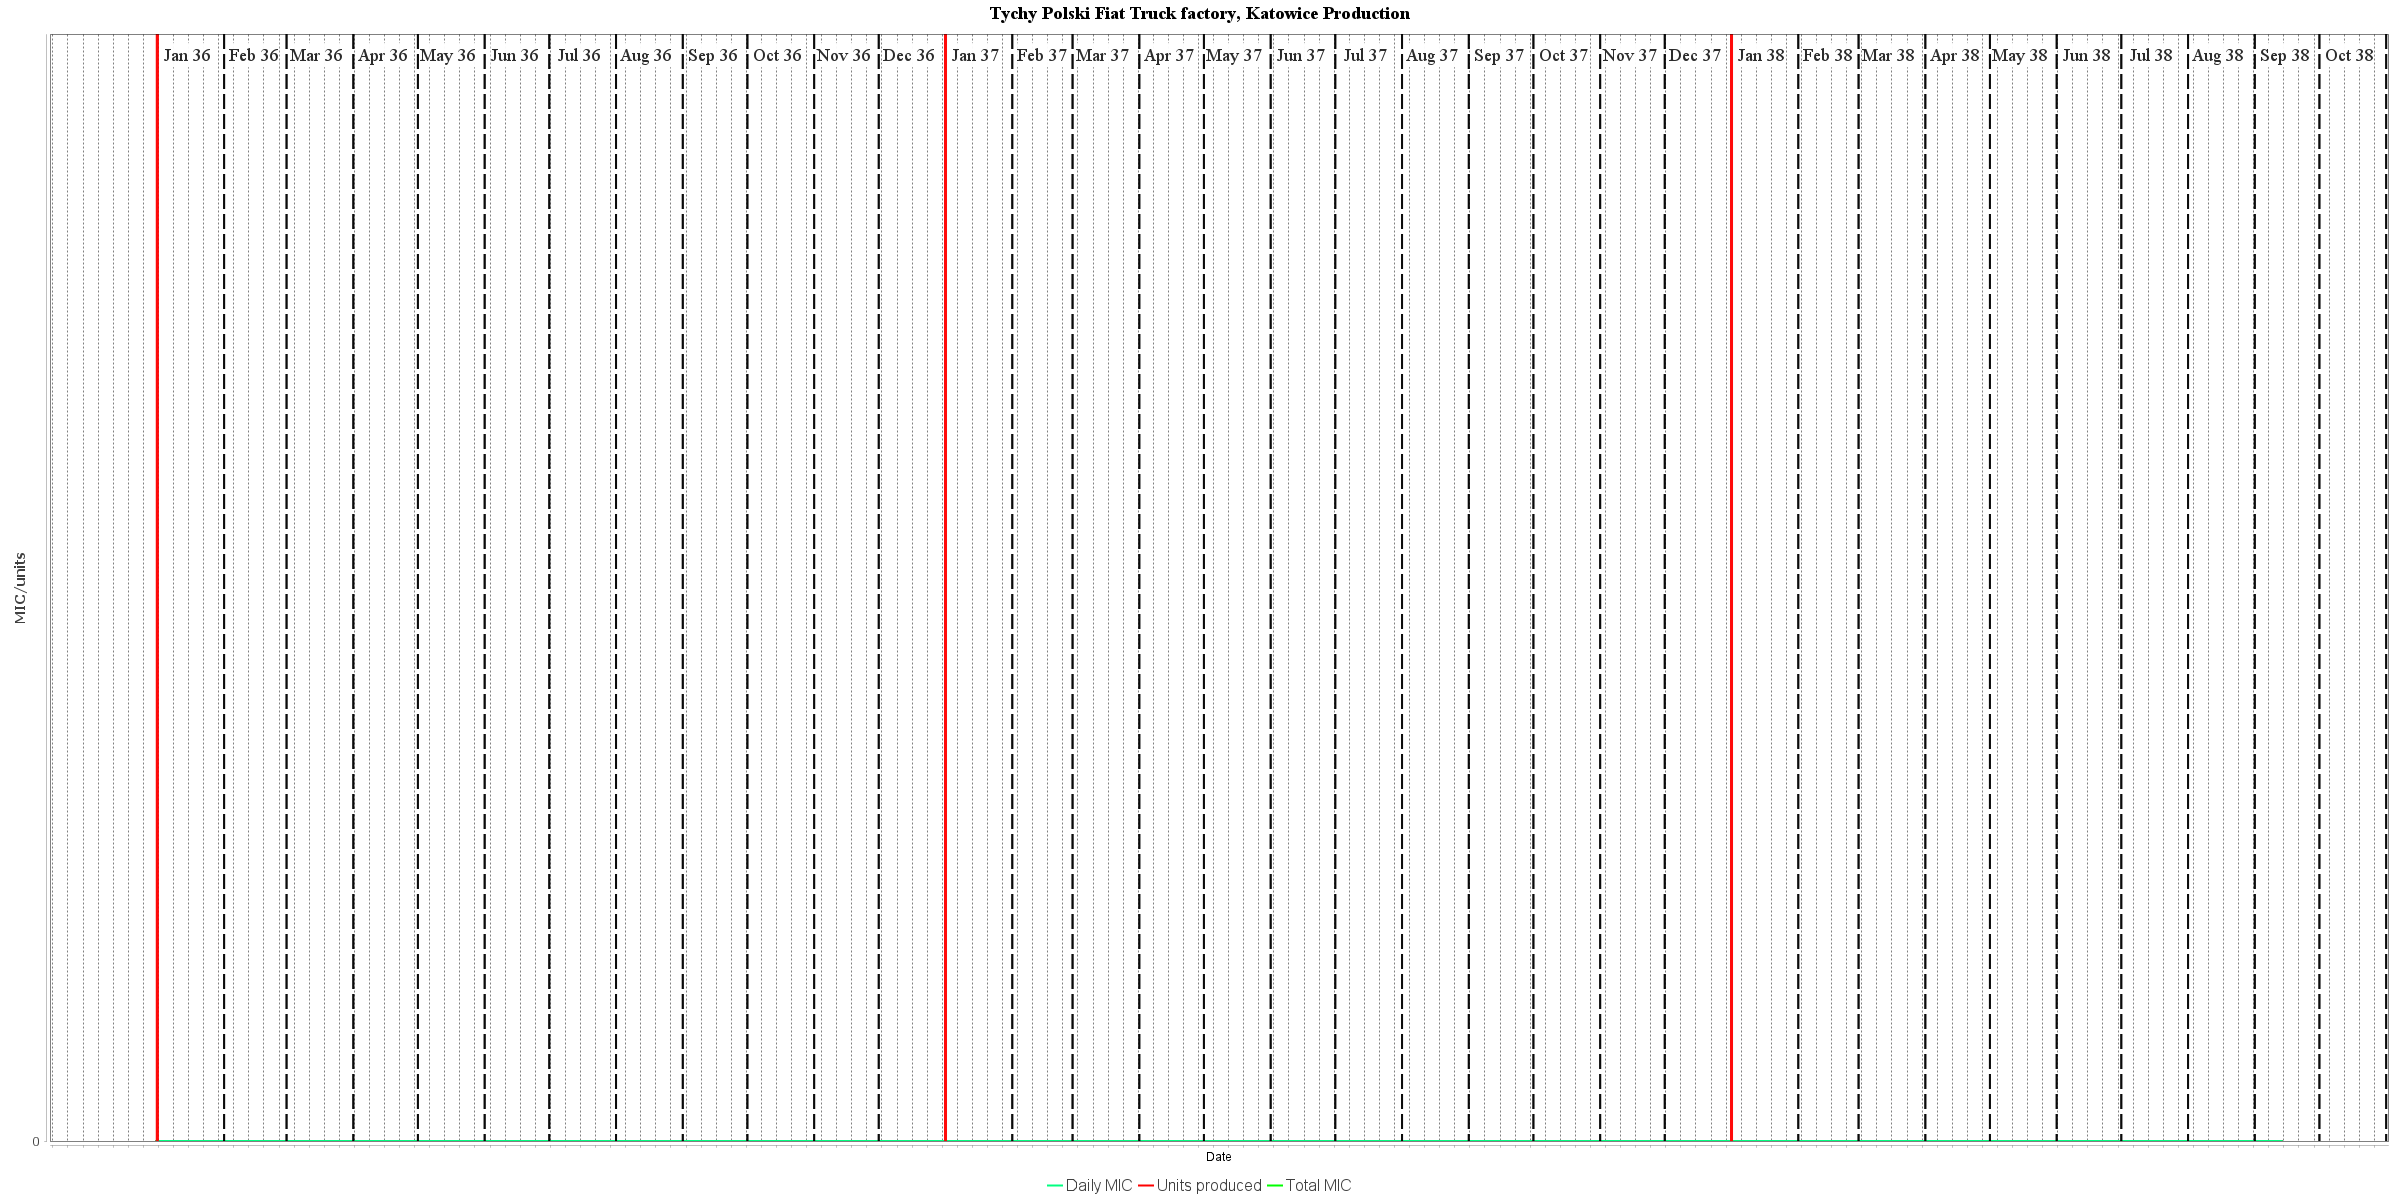 Tychy Polski Fiat Truck factory, Katowice Production
Jan 36 Feb 36 Mar 36 Apr 36 May 36 Jun 36 Jul 36 Aug 36 Sep 36 Oct 36 Nov 36 Dec 36 Jan 37 Feb 37 Mar 37 Apr 37 May 37 Jun 37 Jul 37 Aug 37 Sep 37 Oct 37 Nov 37 Dec 37 Jan 38 Feb 38 Mar 38 Apr 38 May 38 Jun 38 Jul 38 Aug 38 Sep 38 Oct 38
MIC/units
0
Date
Daily MIC Units produced Total MIC